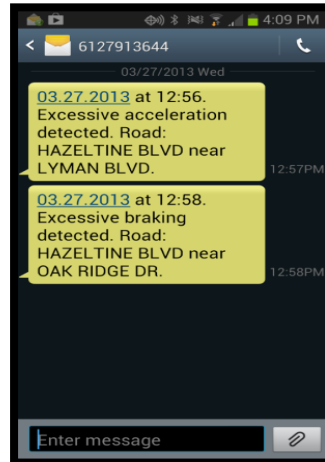 4:09 PM
< 6127913644
03/27/2013 Wed
03.27.2013 at 12:56.
Excessive acceleration
detected. Road:
HAZELTINE BLVD near
LYMAN BLVD.
12:57PM
03.27.2013 at 12:58.
Excessive braking
detected. Road:
HAZELTINE BLVD near
OAK RIDGE DR.
12:58PM
Enter message